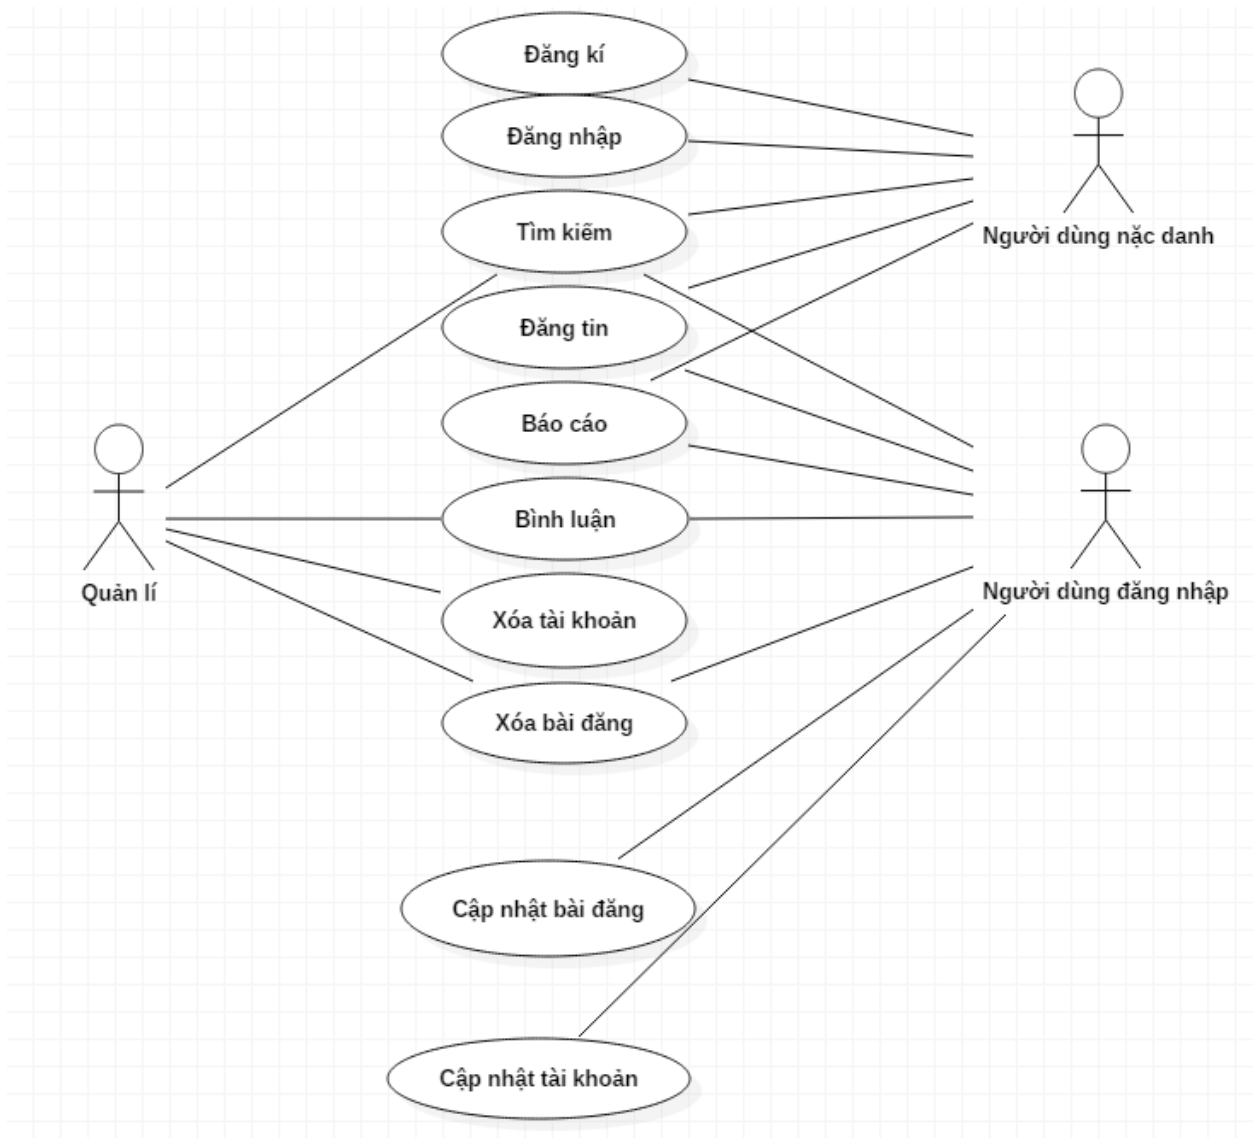 Đăng kí
Đăng nhập
Tìm kiếm
Người dùng nặc danh
Đăng tin
Báo cáo
Bình luận
Quản lí
Người dùng đăng nhập
Xóa tài khoản
Xóa bài đăng
Cập nhật bài đăng
Cập nhật tài khoản